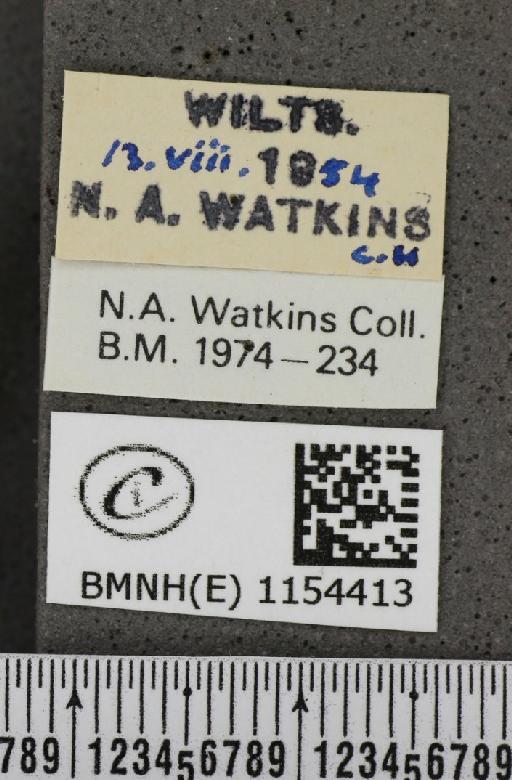 WILTS.
13.viii.1954
N. A. WATKINS
C.W
N.A. Watkins Coll.
B.M. 1974—234
C
BMNH(E) 1154413
789 123456789 123456789